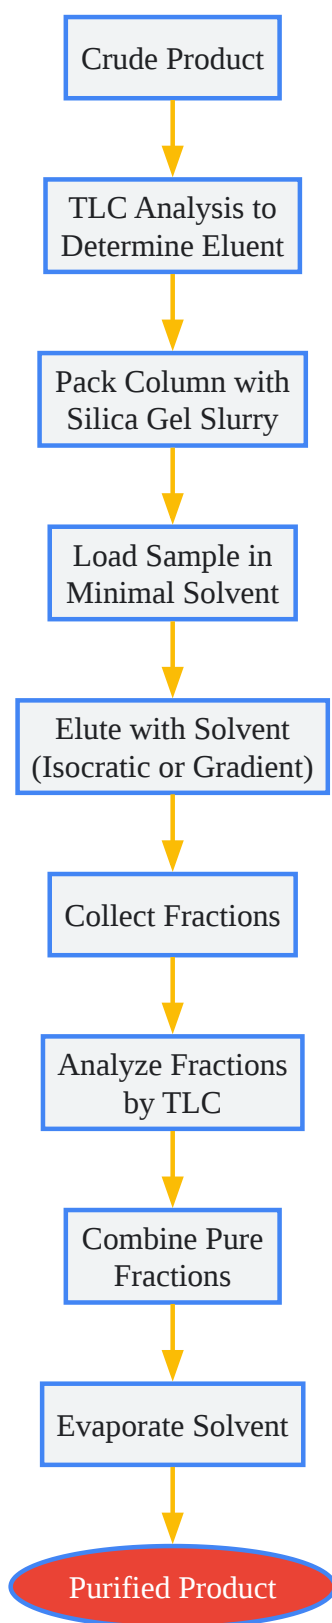 Crude Product
TLC Analysis to
Determine Eluent
Pack Column with
Silica Gel Slurry
Load Sample in
Minimal Solvent
Elute with Solvent
(Isocratic or Gradient)
Collect Fractions
Analyze Fractions
by TLC
Combine Pure
Fractions
Evaporate Solvent
Purified Product